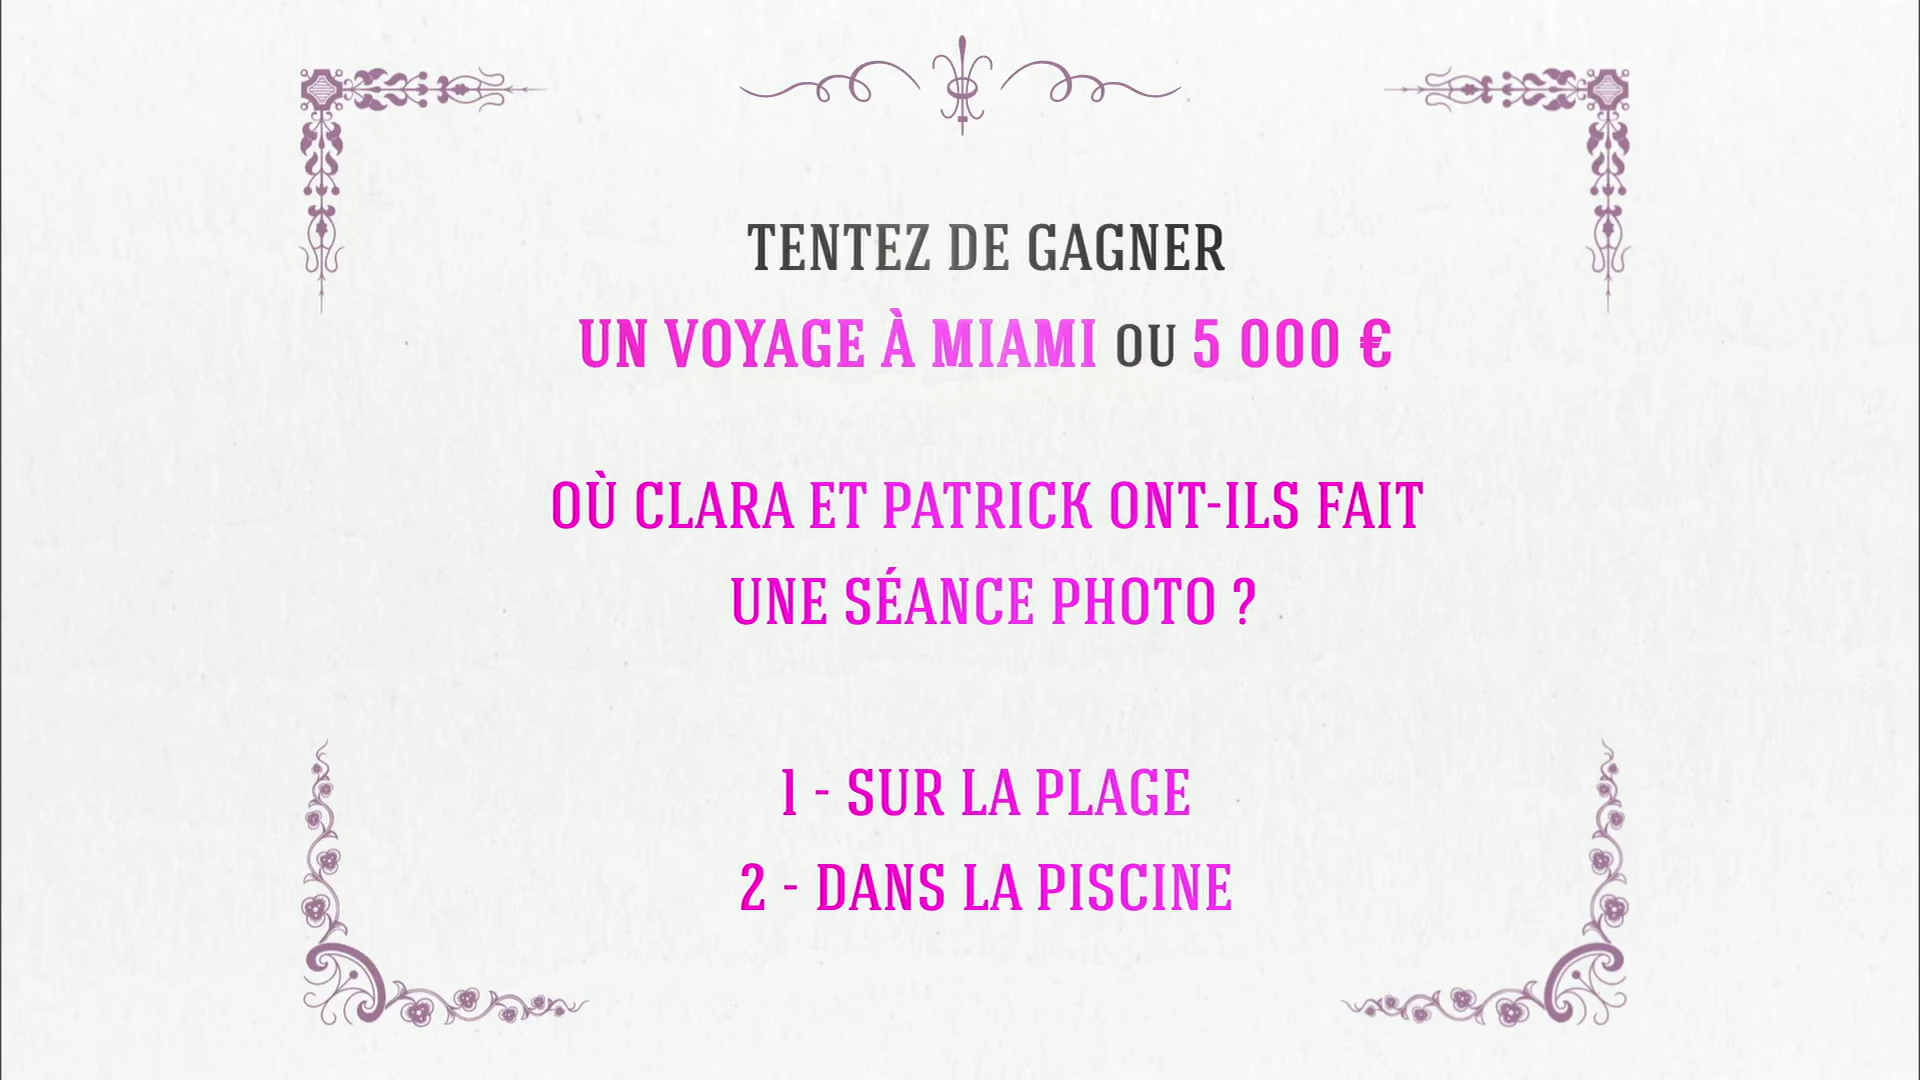 TENTEZ DE GAGNER
UN VOYAGE À MIAMI OU 5 000 €
OÙ CLARA ET PATRICK ONT-ILS FAIT
UNE SÉANCE PHOTO ?
1 - SUR LA PLAGE
2 - DANS LA PISCINE